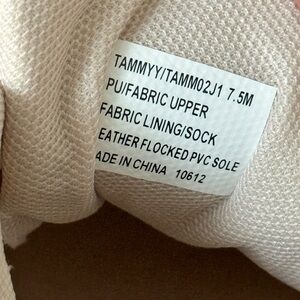 TAMMYY/TAMM02J1 7.5M
PU/FABRIC UPPER
FABRIC LINING/SOCK
EATHER FLOCKED PVC SOLE
ADE IN CHINA 10612